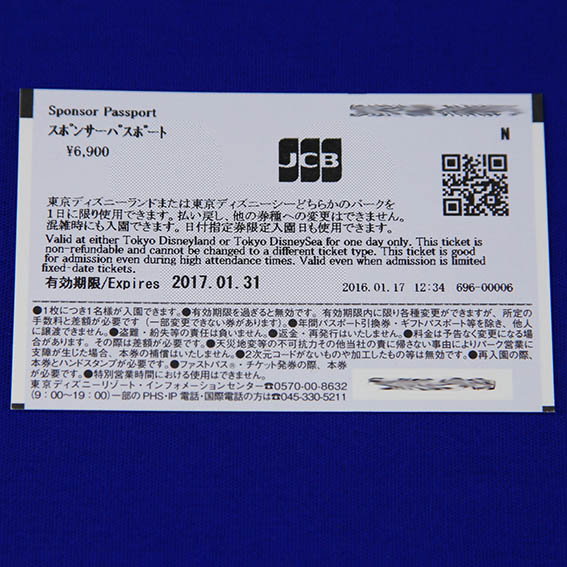 Sponsor Passport
スポンサーパスポート
¥6,900
N
JCB
東京ディズニーランドまたは東京ディズニーシーどちらかのパークを
1日に限り使用できます。払い戻し、他の券種への変更はできません。
混雑時にも入園できます。日付指定券限定入園日も使用できます。
Valid at either Tokyo Disneyland or Tokyo DisneySea for one day only. This ticket is
non-refundable and cannot be changed to a different ticket type. This ticket is good
for admission even during high attendance times. Valid even when admission is limited
fixed-date tickets.
有効期限/Expires 2017.01.31
2016.01.17 12:34 696-00006
●1枚につき1名様が入園できます。●有効期限を過ぎると無効です。有効期限内に限り各種変更ができますが、所定の
手数料と差額が必要です（一部変更できない券があります）。●年間パスポート引換券・ギフトパスポート等を除き、他人
に譲渡できません。●盗難・紛失等の責任は負いません。●返金・再発行はいたしません。●料金は予告なく変更になる
場合があります。その際は差額が必要です。●天災地変等の不可抗力その他当社の責に帰さない事由によりパーク営業に
支障が生じた場合、本券の補償はいたしません。●2次元コードがないものや加工したもの等は無効です。●再入園の際、
本券とハンドスタンプが必要です。●ファストパス®・チケット発券の際、本券
が必要です。●特別営業時間における使用はできません。
東京ディズニーリゾート・インフォメーションセンター☎0570-00-8632
(9：00～19：00)一部のPHS・IP電話・国際電話の方は☎045-330-5211